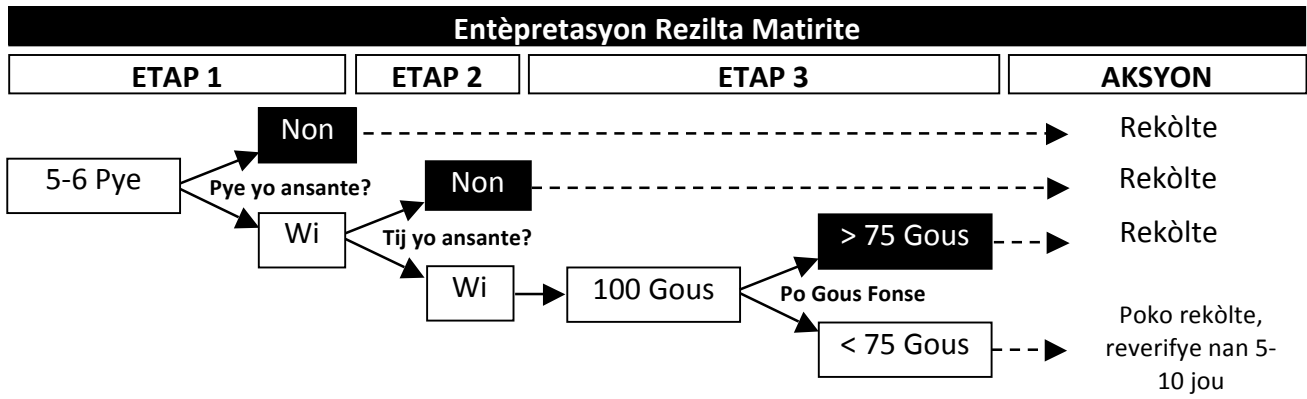 Entèpretasyon Rezilta Matirite
ETAP 1 ETAP 2 ETAP 3 AKSYON
Non Rekòlte
5-6 Pye Pye yo ansante? Non Rekòlte
Wi Tij yo ansante? > 75 Gous Rekòlte
Wi 100 Gous Po Gous Fonse
< 75 Gous Poko rekòlte,
reverifye nan 5-
10 jou